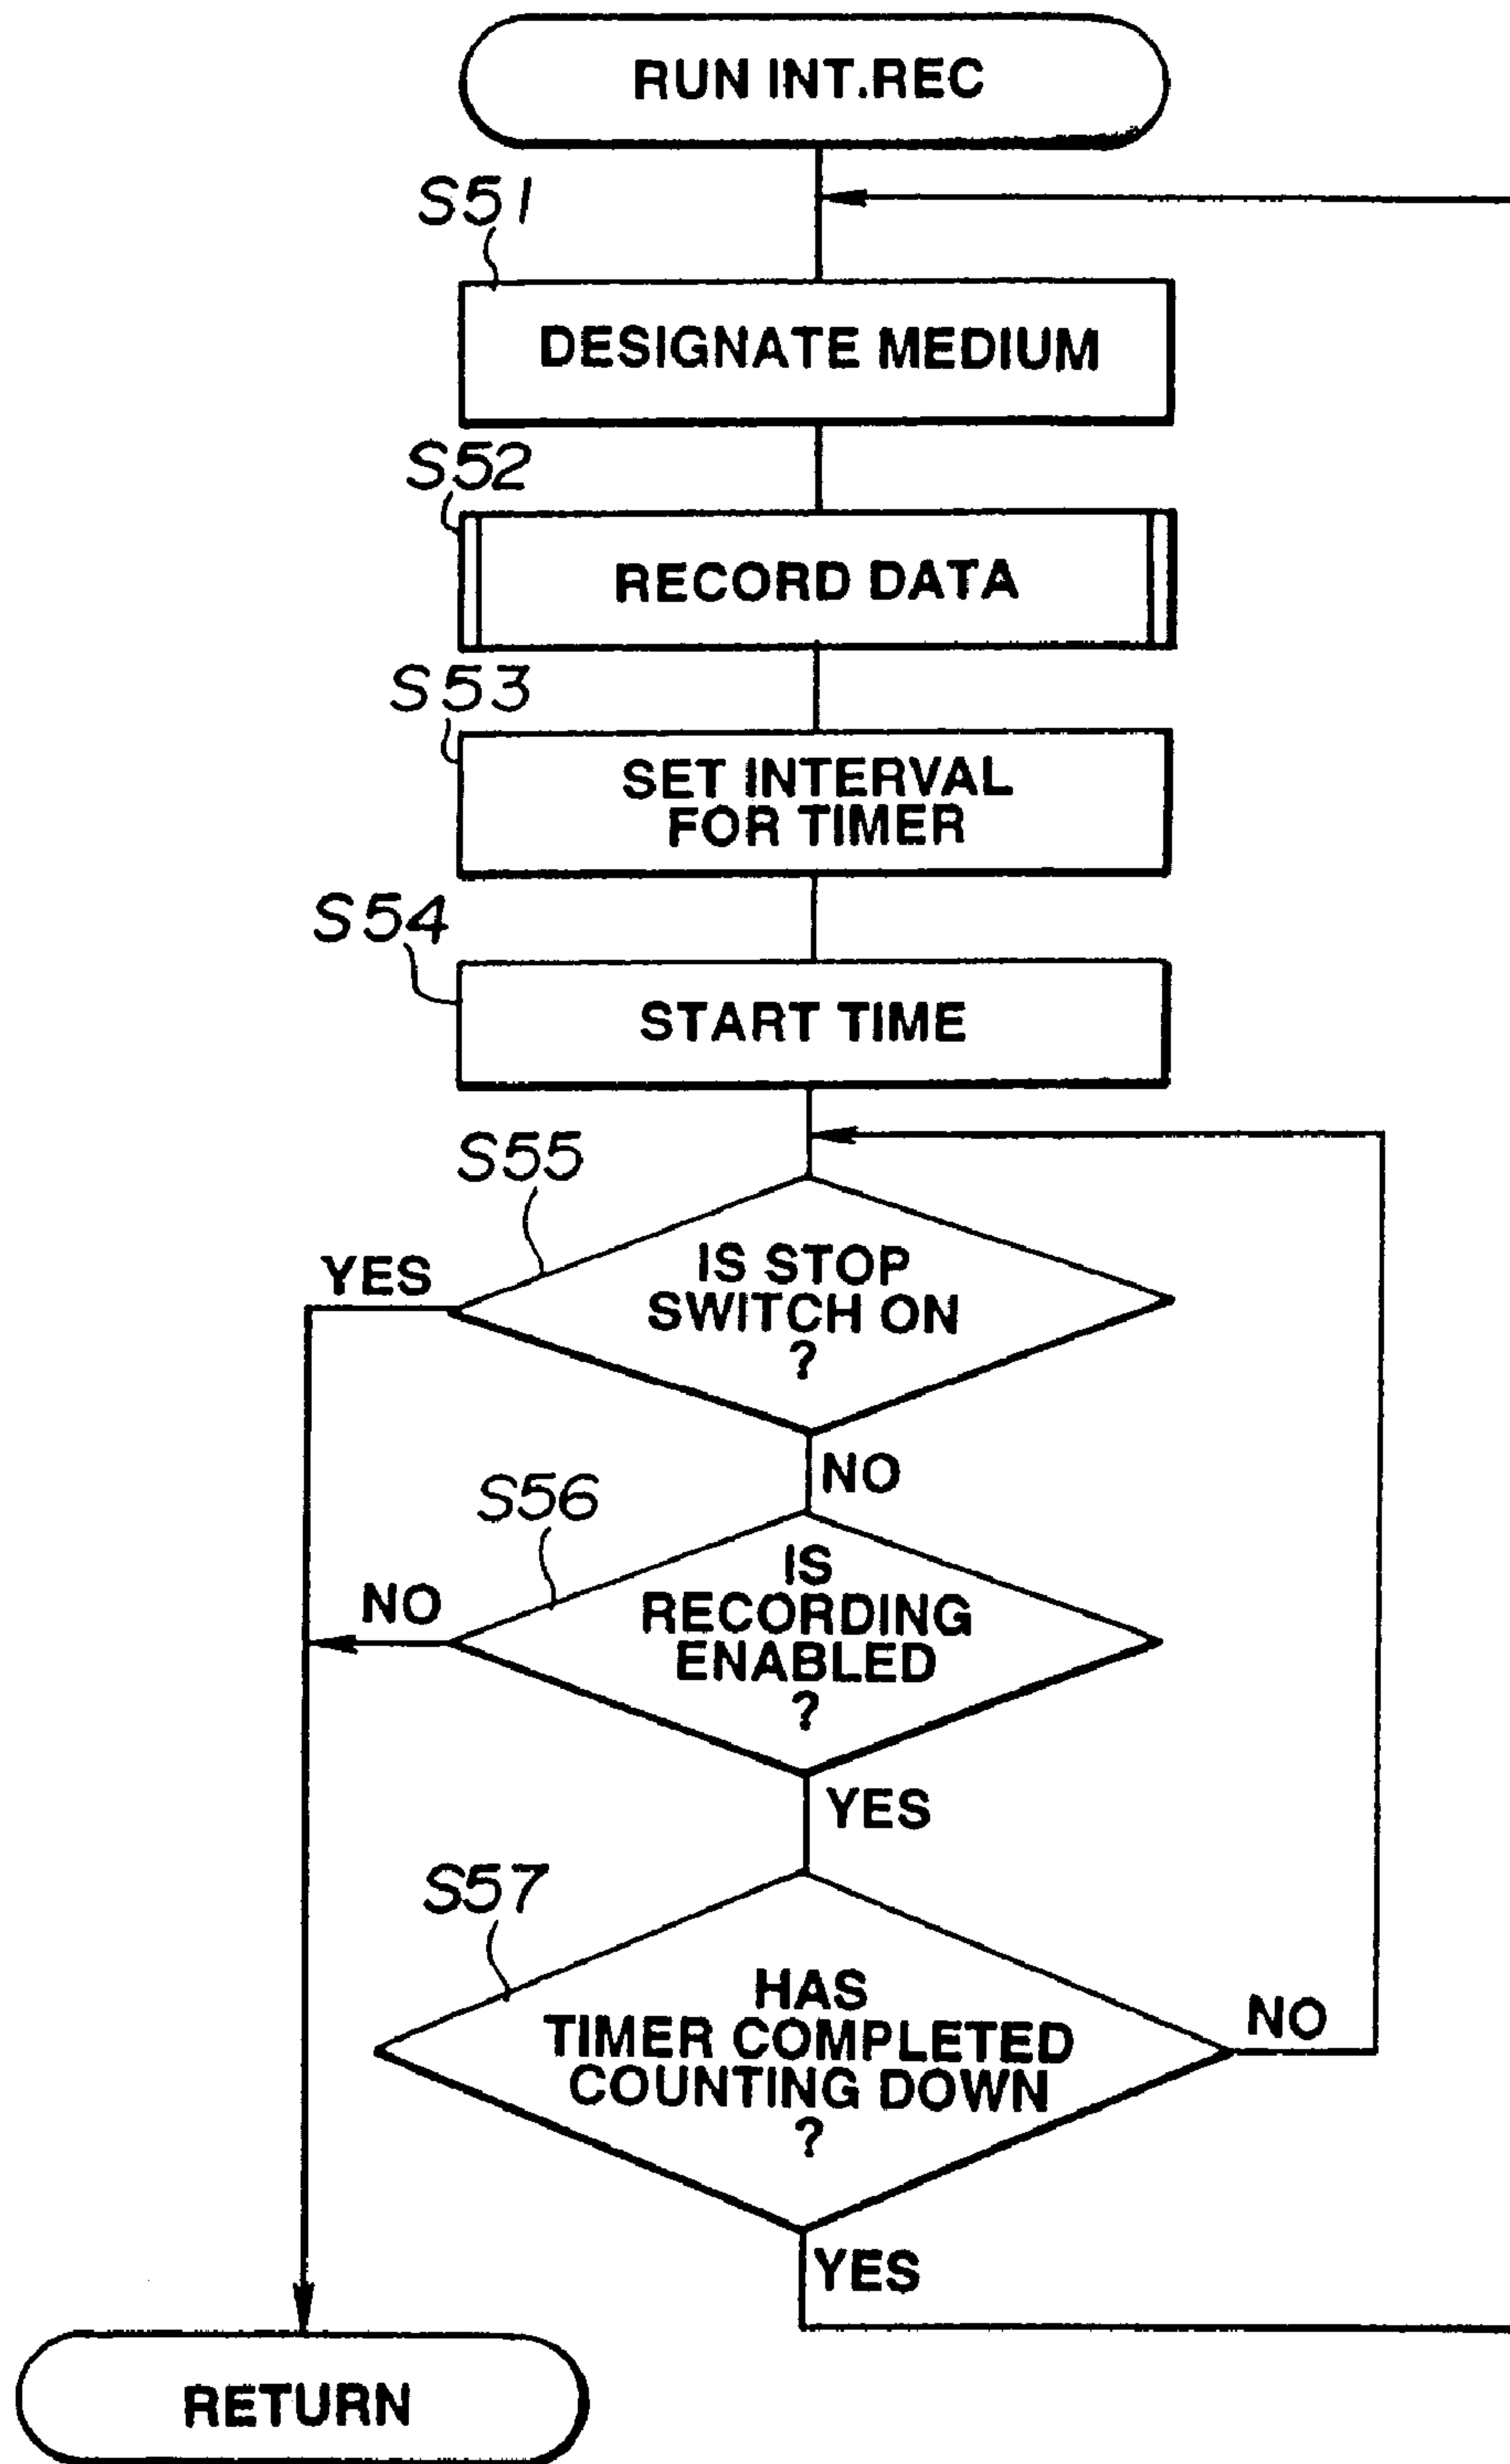 RUN INT.REC
S51
DESIGNATE MEDIUM
S52
RECORD DATA
S53
SET INTERVAL
FOR TIMER
S54
START TIME
S55
YES
IS STOP
SWITCH ON
?
NO
S56
NO
IS
RECORDING
ENABLED
?
YES
S57
HAS
TIMER COMPLETED
COUNTING DOWN
?
NO
YES
RETURN